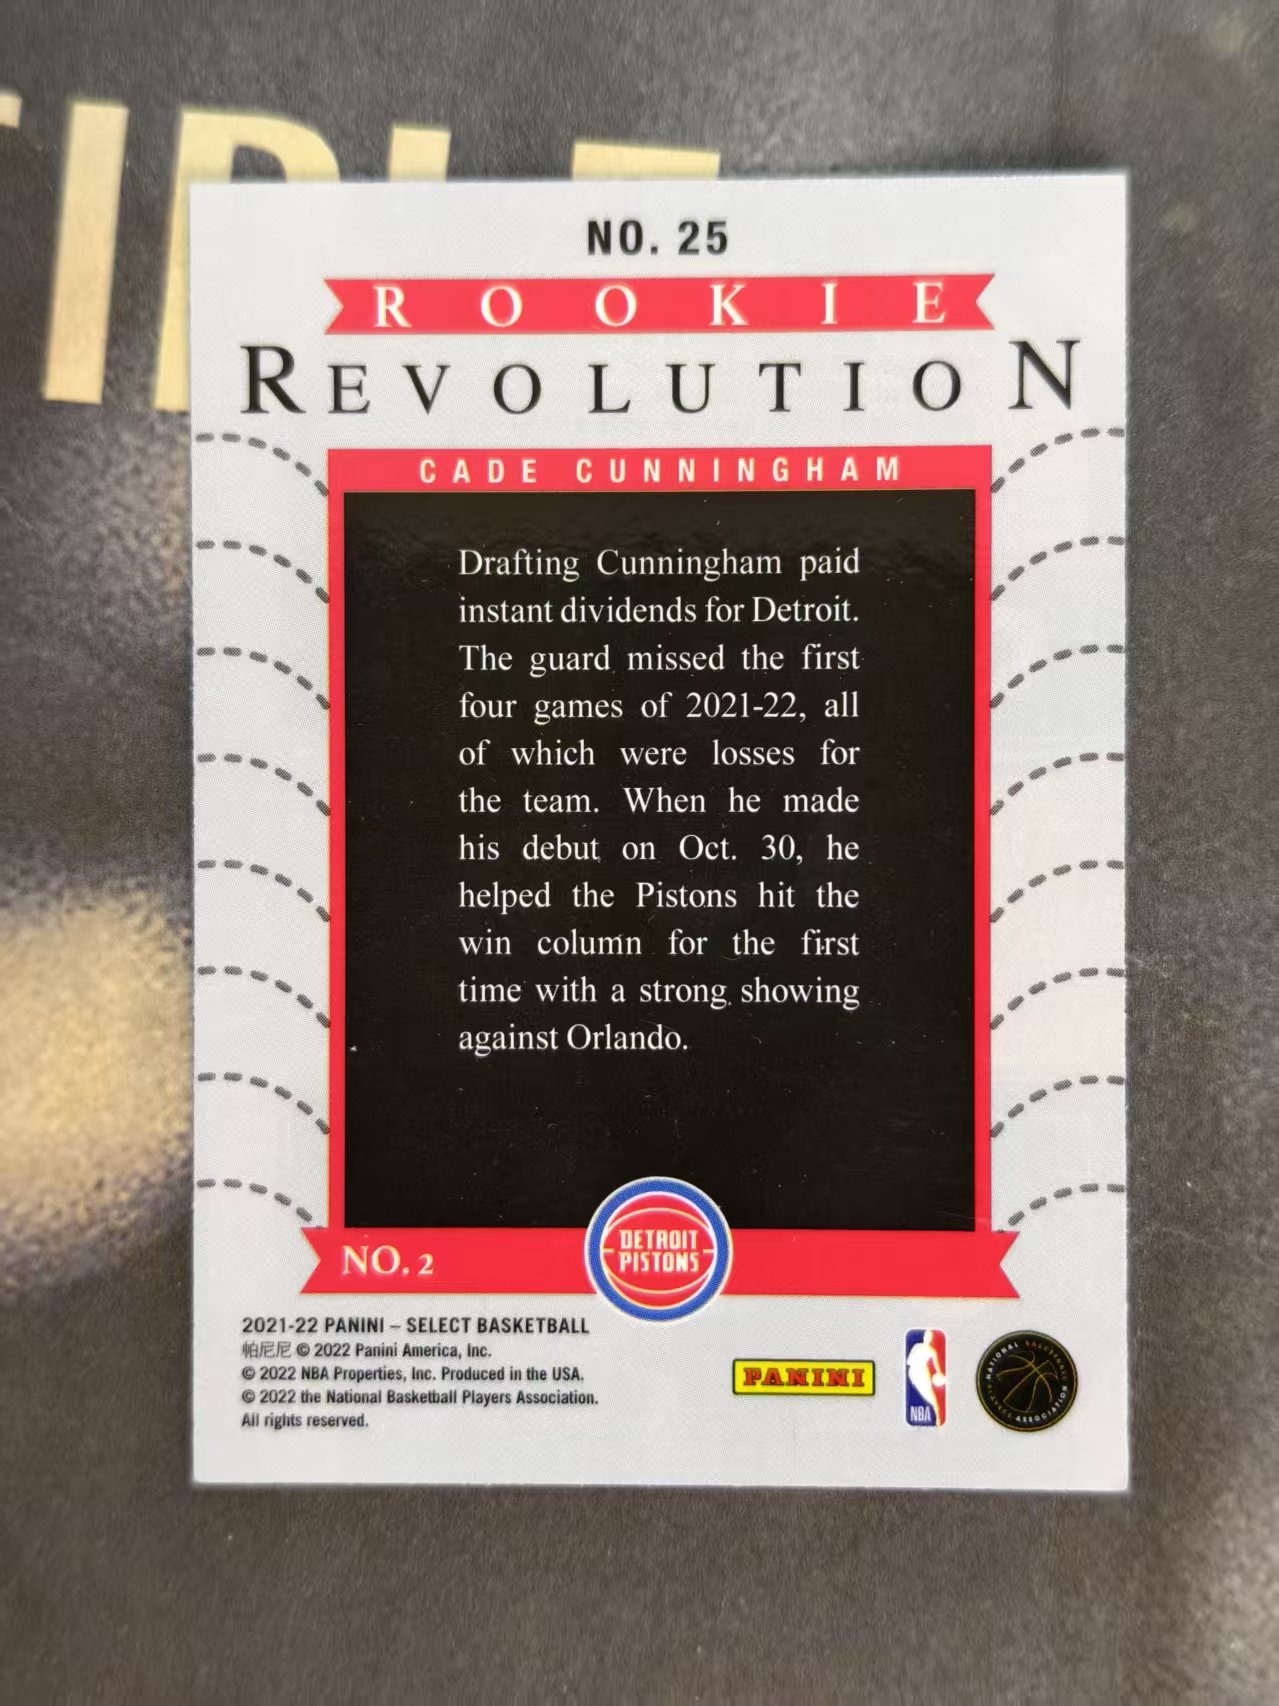 NO. 25
ROOKIE
REVOLUTION
CADE CUNNINGHAM
Drafting Cunningham paid
instant dividends for Detroit.
The guard missed the first
four games of 2021-22, all
of which were losses for
the team. When he made
his debut on Oct. 30, he
helped the Pistons hit the
win column for the first
time with a strong showing
against Orlando.
NO. 2
DETROIT
PISTONS
2021-22 PANINI – SELECT BASKETBALL
帕尼尼 © 2022 Panini America, Inc.
© 2022 NBA Properties, Inc. Produced in the USA.
© 2022 the National Basketball Players Association.
All rights reserved.
PANINI
NBA
NATIONAL BASKETBALL
PLAYERS ASSOCIATION